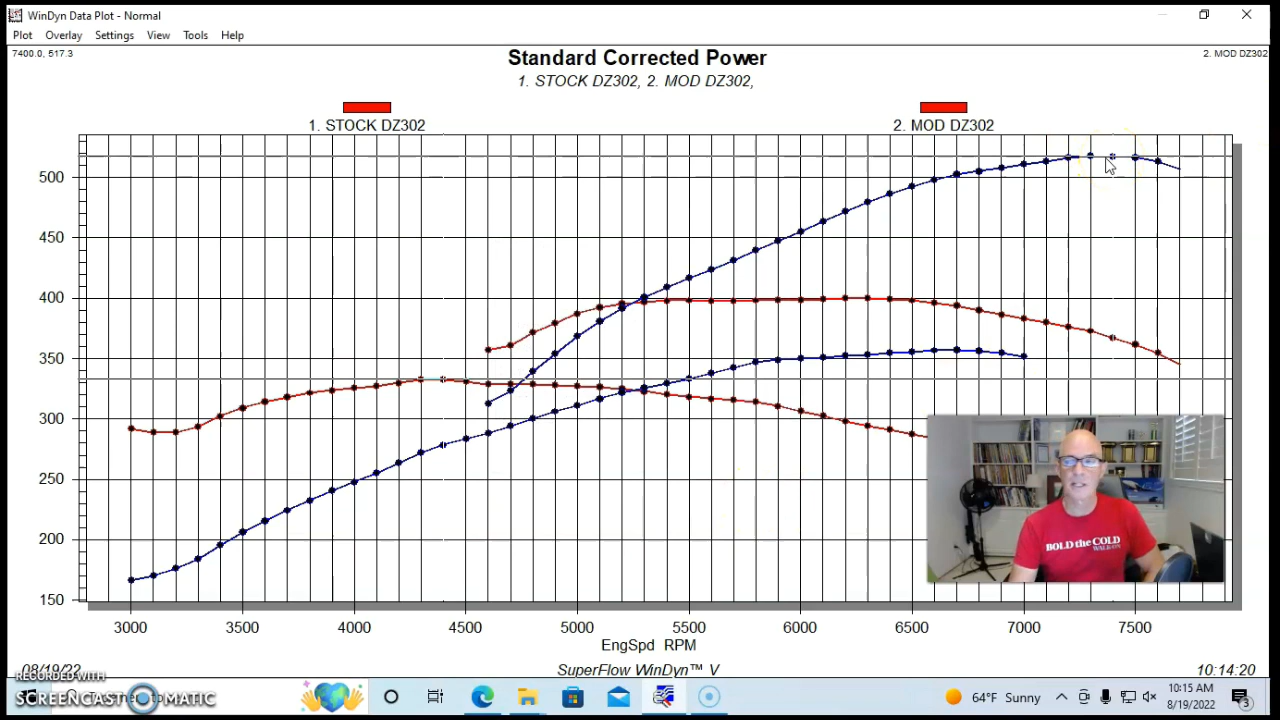 WinDyn Data Plot - Normal
Plot Overlay Settings View Tools Help
7400.0, 517.3
2. MOD DZ302
Standard Corrected Power
1. STOCK DZ302, 2. MOD DZ302,
1. STOCK DZ302
2. MOD DZ302
500
450
400
350
300
250
200
150
3000 3500 4000 4500 5000 5500 6000 6500 7000 7500
EngSpd RPM
BOLD the COLD
08/19/22
SuperFlow WinDyn™ V
10:14:20
RECORDED WITH
SCREENCAST MATIC
64°F Sunny
10:15 AM
8/19/2022
3